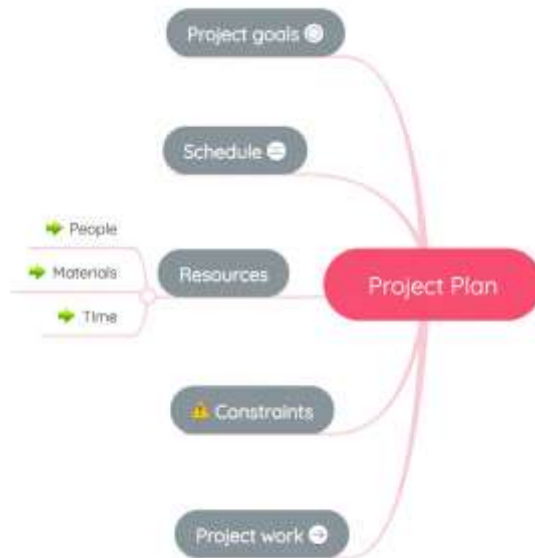 Project goals
Schedule
People
Materials
Time
Resources
Project Plan
Constraints
Project work